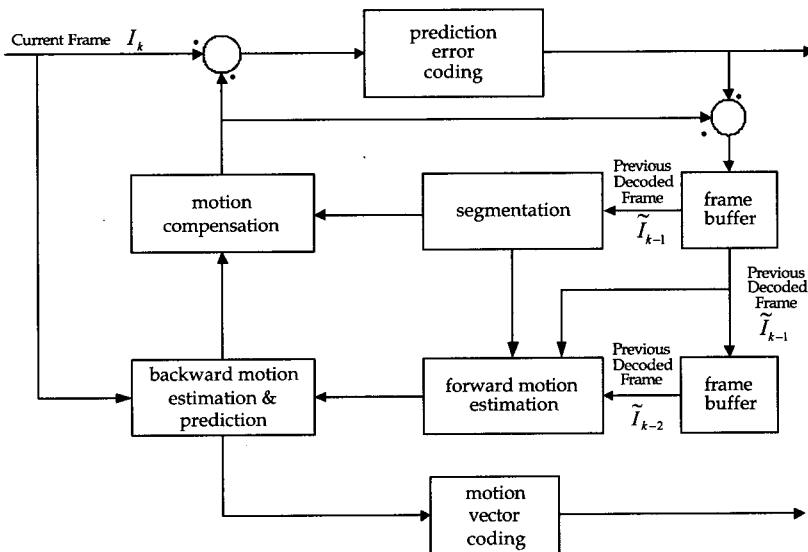 Current Frame I_k
prediction
error
coding
motion
compensation
segmentation
Previous
Decoded
Frame
Ĩ_{k-1}
frame
buffer
Previous
Decoded
Frame
Ĩ_{k-1}
backward motion
estimation &
prediction
forward motion
estimation
Previous
Decoded
Frame
Ĩ_{k-2}
frame
buffer
motion
vector
coding